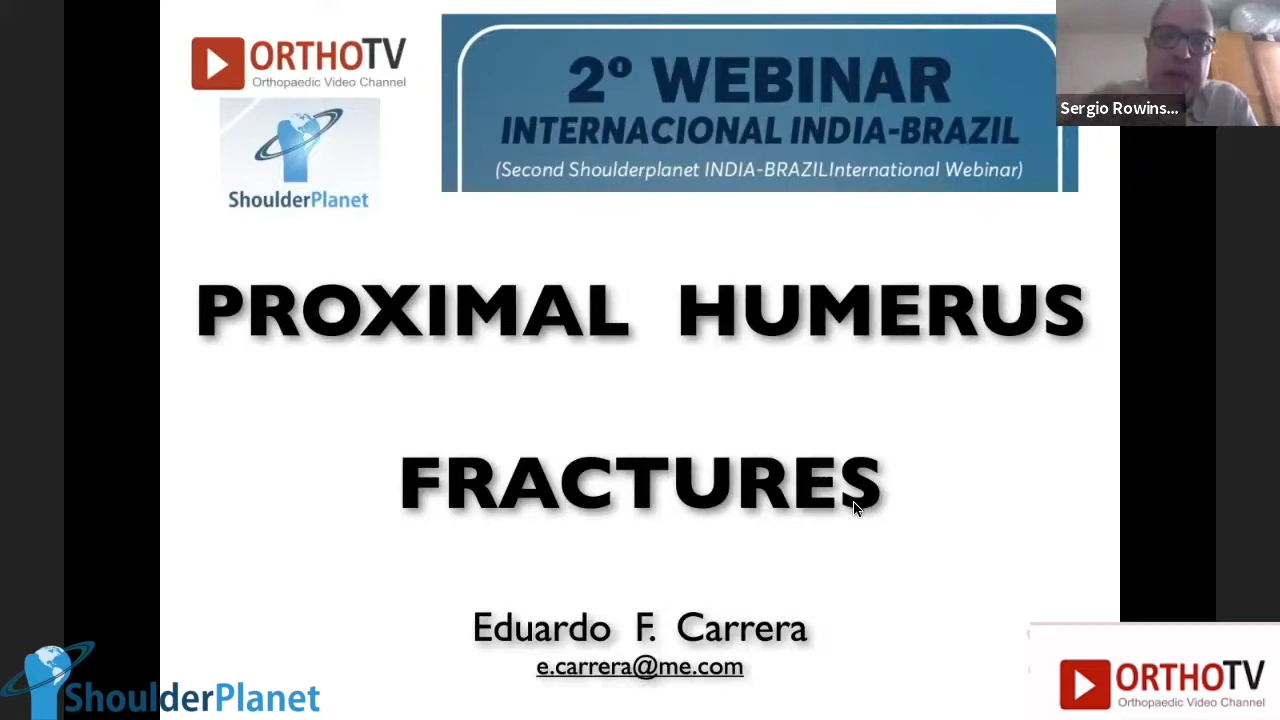 ORTHOTV
Orthopaedic Video Channel
ShoulderPlanet
2º WEBINAR
INTERNACIONAL INDIA-BRAZIL
(Second Shoulderplanet INDIA-BRAZILInternational Webinar)
Sergio Rowins...
PROXIMAL HUMERUS
FRACTURES
Eduardo F. Carrera
e.carrera@me.com
ShoulderPlanet
ORTHOTV
Orthopaedic Video Channel